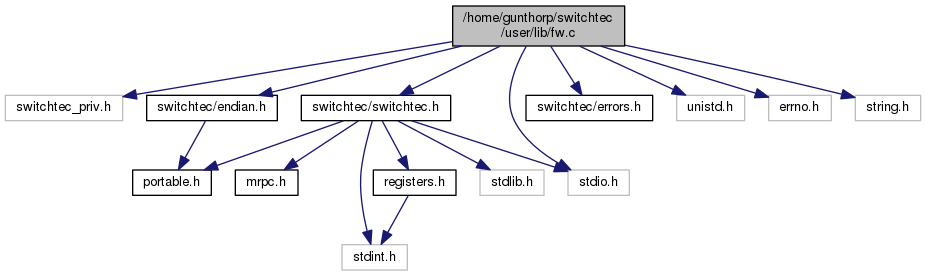 /home/gunthorp/switchtec
/user/lib/fw.c
switchtec_priv.h
switchtec/endian.h
switchtec/switchtec.h
switchtec/errors.h
unistd.h
errno.h
string.h
portable.h
mrpc.h
registers.h
stdlib.h
stdio.h
stdint.h